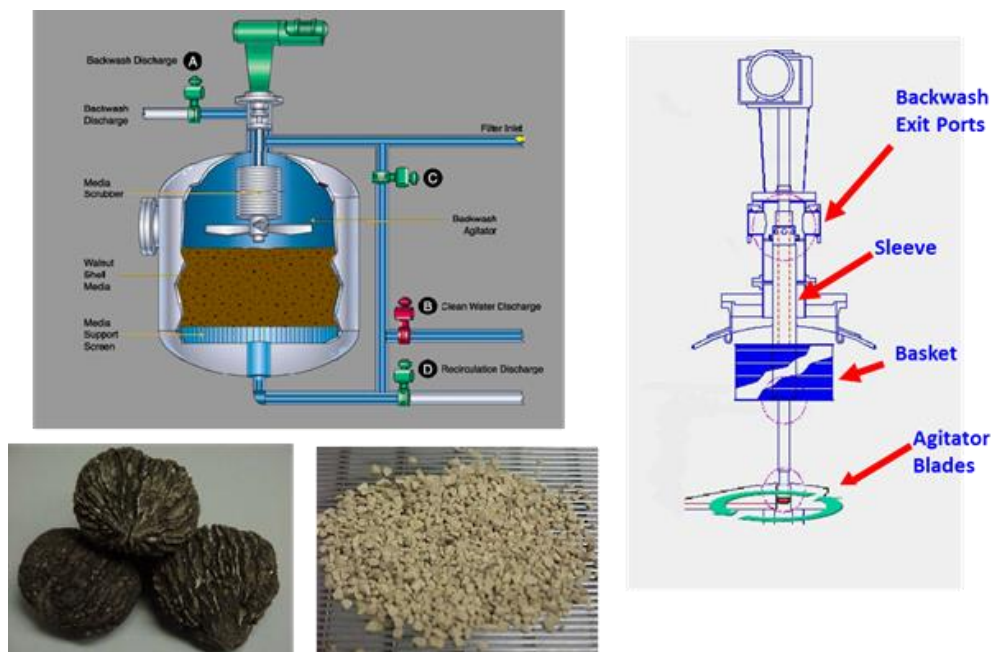 Backwash Discharge A
Backwash
Discharge
Filter Inlet
C
Media
Scrubber
Backwash
Agitator
Walnut
Shell
Media
B Clean Water Discharge
Media
Support
Screen
D Recirculation Discharge
Backwash
Exit Ports
Sleeve
Basket
Agitator
Blades